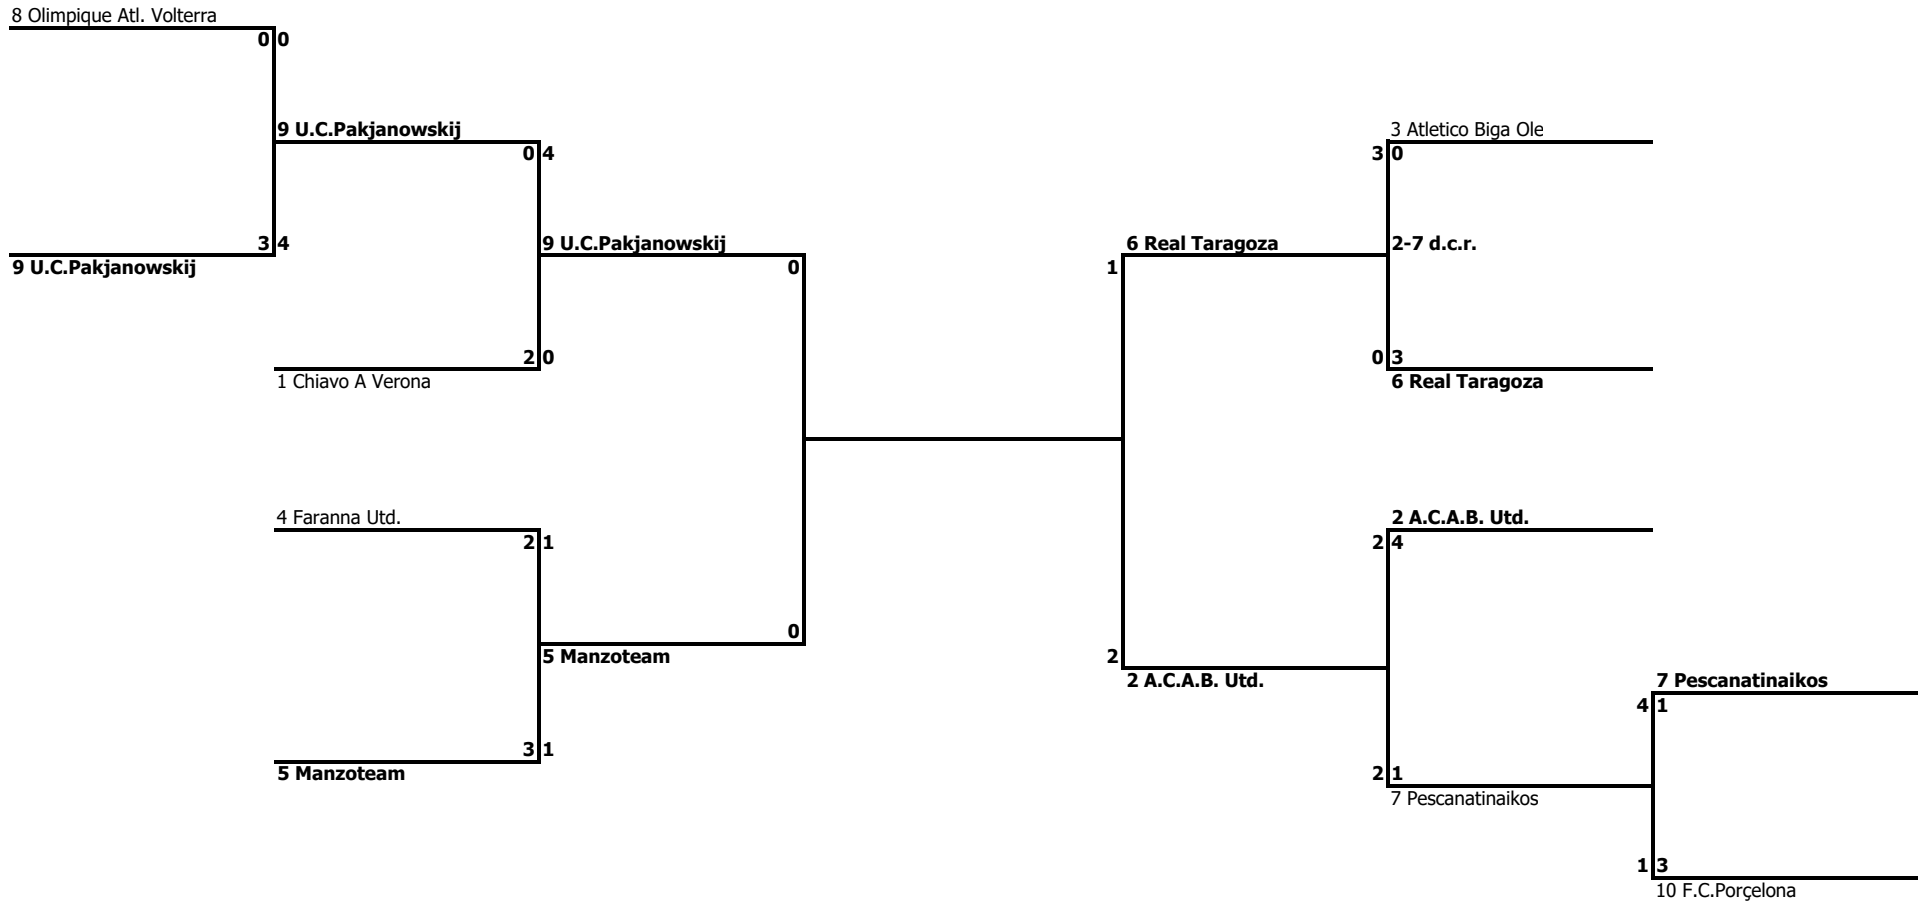 8 Olimpique Atl. Volterra
0 0
9 U.C.Pakjanowskij
3 Atletico Biga Ole
0 4
3 0
3 4
9 U.C.Pakjanowskij
6 Real Taragoza
2-7 d.c.r.
9 U.C.Pakjanowskij
0
1
2 0
0 3
1 Chiavo A Verona
6 Real Taragoza
4 Faranna Utd.
2 A.C.A.B. Utd.
2 1
2 4
0
2
5 Manzoteam
2 A.C.A.B. Utd.
7 Pescanatinaikos
4 1
3 1
5 Manzoteam
2 1
7 Pescanatinaikos
1 3
10 F.C.Porçelona